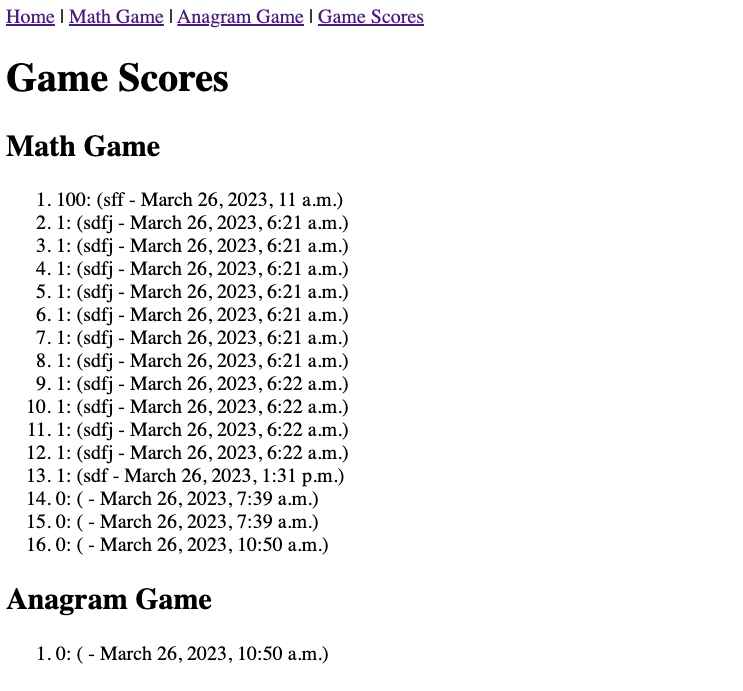 Home | Math Game | Anagram Game | Game Scores
Game Scores
Math Game
1. 100: (sff - March 26, 2023, 11 a.m.)
2. 1: (sdfj - March 26, 2023, 6:21 a.m.)
3. 1: (sdfj - March 26, 2023, 6:21 a.m.)
4. 1: (sdfj - March 26, 2023, 6:21 a.m.)
5. 1: (sdfj - March 26, 2023, 6:21 a.m.)
6. 1: (sdfj - March 26, 2023, 6:21 a.m.)
7. 1: (sdfj - March 26, 2023, 6:21 a.m.)
8. 1: (sdfj - March 26, 2023, 6:21 a.m.)
9. 1: (sdfj - March 26, 2023, 6:22 a.m.)
10. 1: (sdfj - March 26, 2023, 6:22 a.m.)
11. 1: (sdfj - March 26, 2023, 6:22 a.m.)
12. 1: (sdfj - March 26, 2023, 6:22 a.m.)
13. 1: (sdf - March 26, 2023, 1:31 p.m.)
14. 0: ( - March 26, 2023, 7:39 a.m.)
15. 0: ( - March 26, 2023, 7:39 a.m.)
16. 0: ( - March 26, 2023, 10:50 a.m.)
Anagram Game
1. 0: ( - March 26, 2023, 10:50 a.m.)